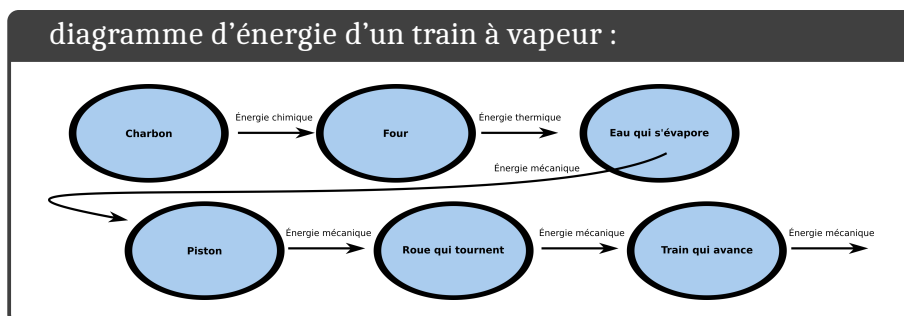 diagramme d’énergie d’un train à vapeur :
Charbon
Énergie chimique
Four
Énergie thermique
Eau qui s'évapore
Énergie mécanique
Piston
Énergie mécanique
Roue qui tournent
Énergie mécanique
Train qui avance
Énergie mécanique